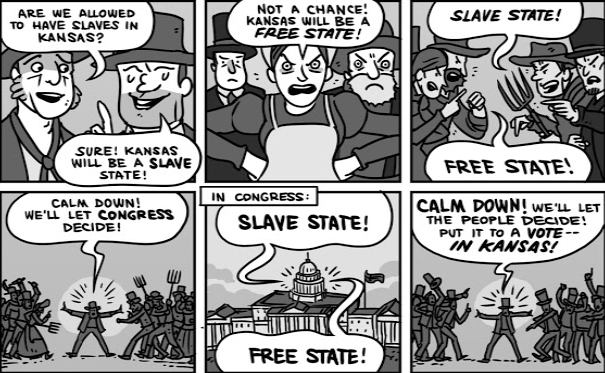 ARE WE ALLOWED
TO HAVE SLAVES IN
KANSAS?
SURE! KANSAS
WILL BE A SLAVE
STATE!
NOT A CHANCE!
KANSAS WILL BE A
FREE STATE!
SLAVE STATE!
FREE STATE!
CALM DOWN!
WE'LL LET CONGRESS
DECIDE!
IN CONGRESS:
SLAVE STATE!
FREE STATE!
CALM DOWN! WE'LL LET
THE PEOPLE DECIDE!
PUT IT TO A VOTE--
IN KANSAS!